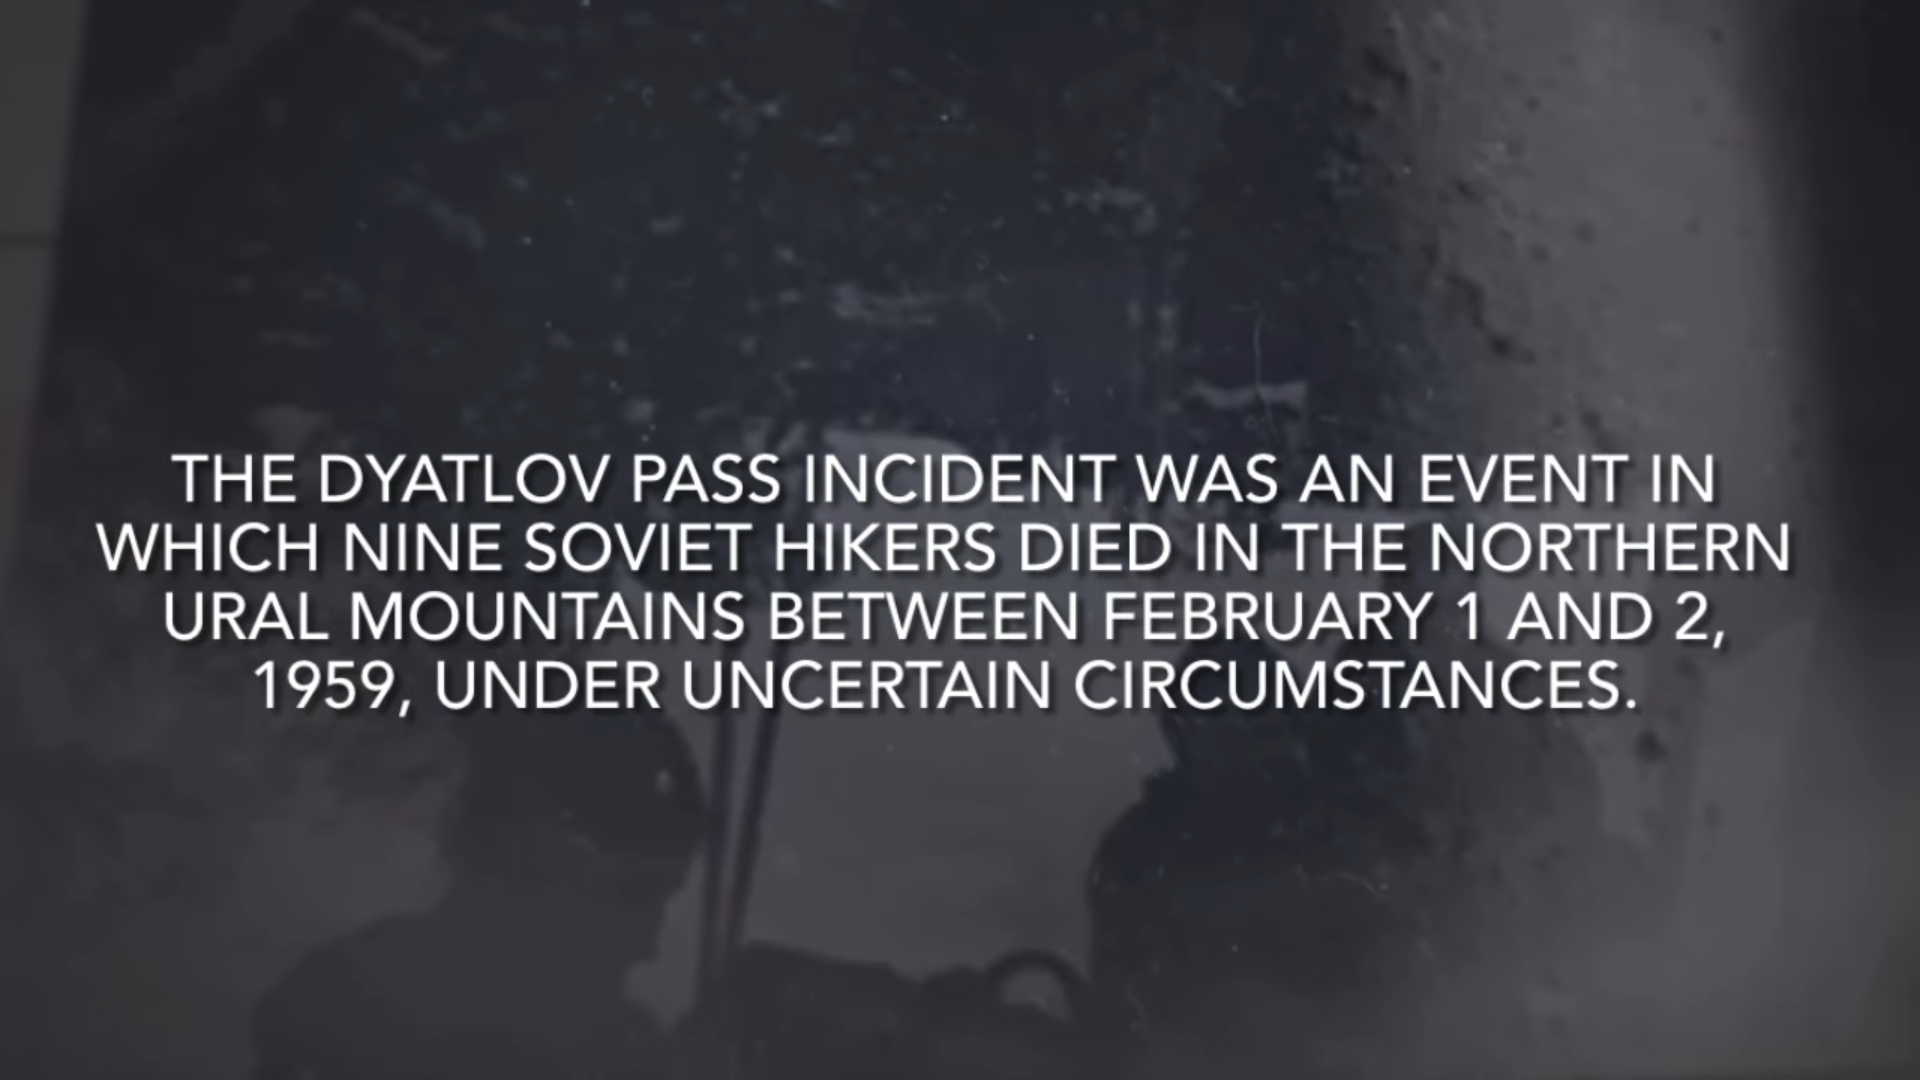 THE DYATLOV PASS INCIDENT WAS AN EVENT IN
WHICH NINE SOVIET HIKERS DIED IN THE NORTHERN
URAL MOUNTAINS BETWEEN FEBRUARY 1 AND 2,
1959, UNDER UNCERTAIN CIRCUMSTANCES.